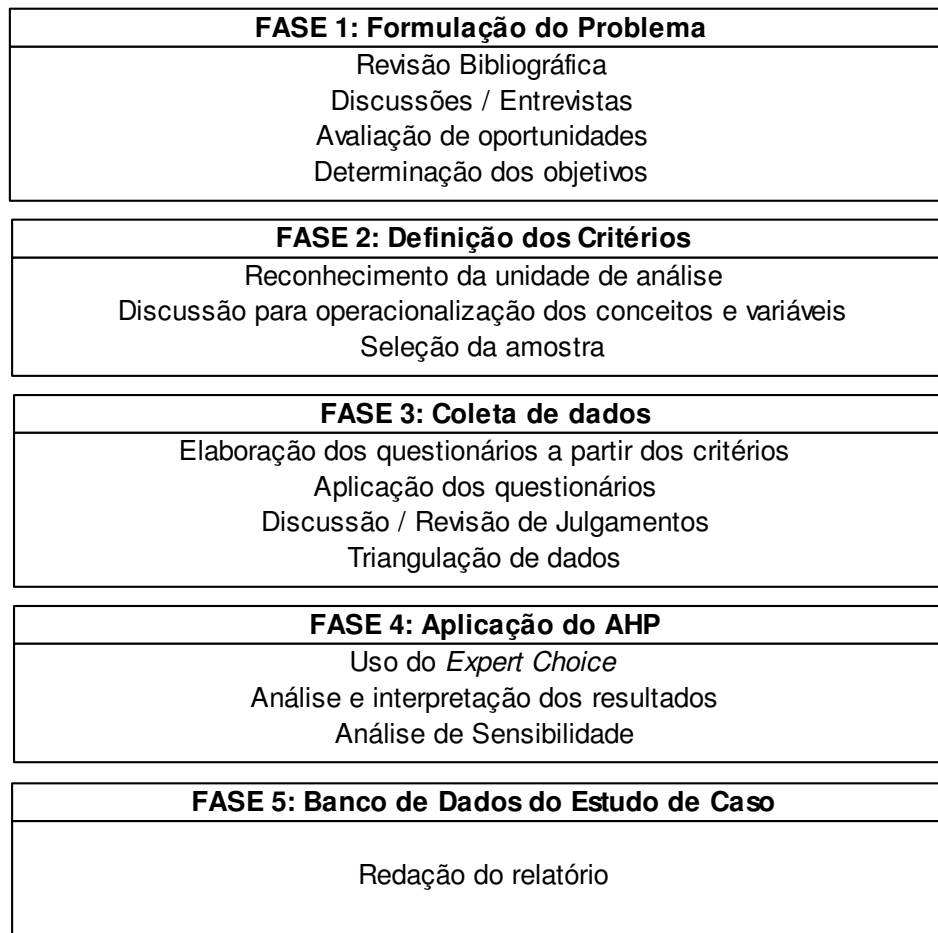 FASE 1: Formulação do Problema
Revisão Bibliográfica
Discussões / Entrevistas
Avaliação de oportunidades
Determinação dos objetivos
FASE 2: Definição dos Critérios
Reconhecimento da unidade de análise
Discussão para operacionalização dos conceitos e variáveis
Seleção da amostra
FASE 3: Coleta de dados
Elaboração dos questionários a partir dos critérios
Aplicação dos questionários
Discussão / Revisão de Julgamentos
Triangulação de dados
FASE 4: Aplicação do AHP
Uso do Expert Choice
Análise e interpretação dos resultados
Análise de Sensibilidade
FASE 5: Banco de Dados do Estudo de Caso
Redação do relatório